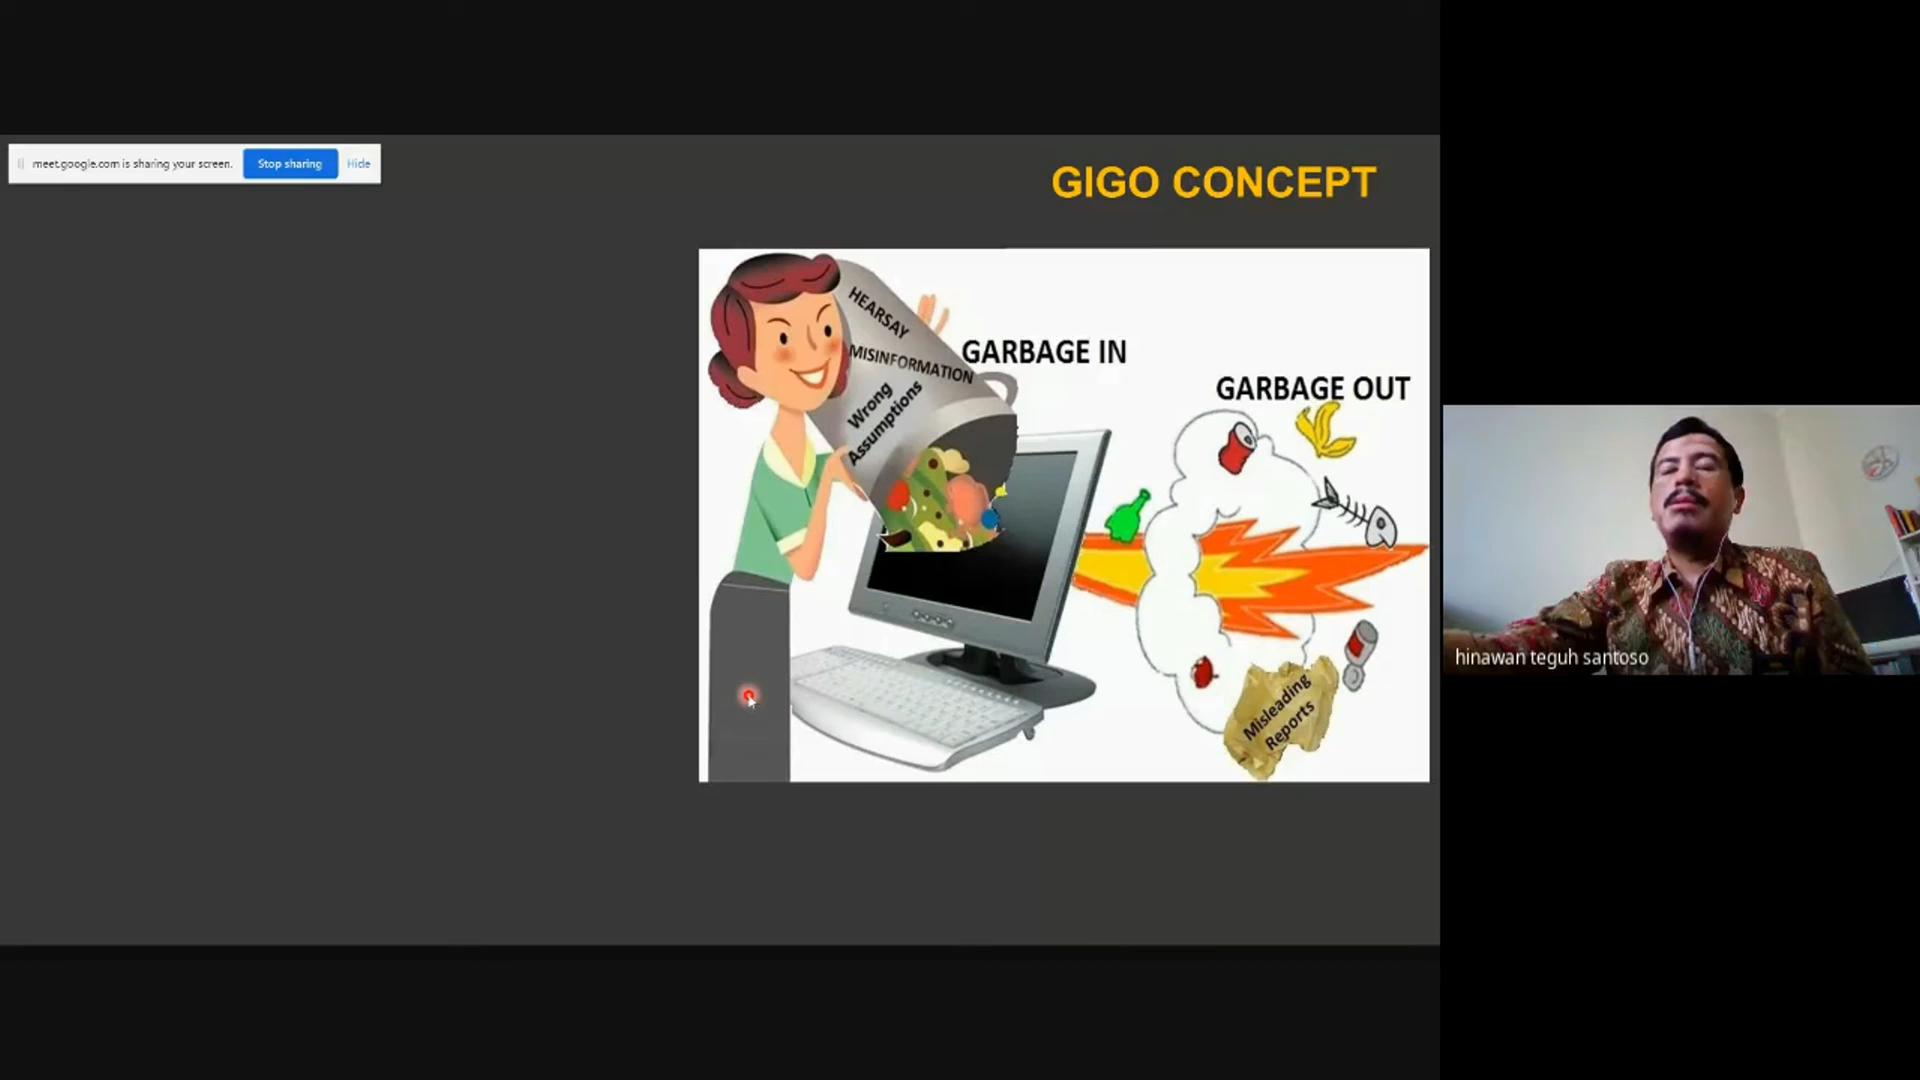 meet.google.com is sharing your screen.
Stop sharing
Hide
GIGO CONCEPT
HEARSAY
MISINFORMATION
Wrong
Assumptions
GARBAGE IN
GARBAGE OUT
Misleading
Reports
hinawan teguh santoso